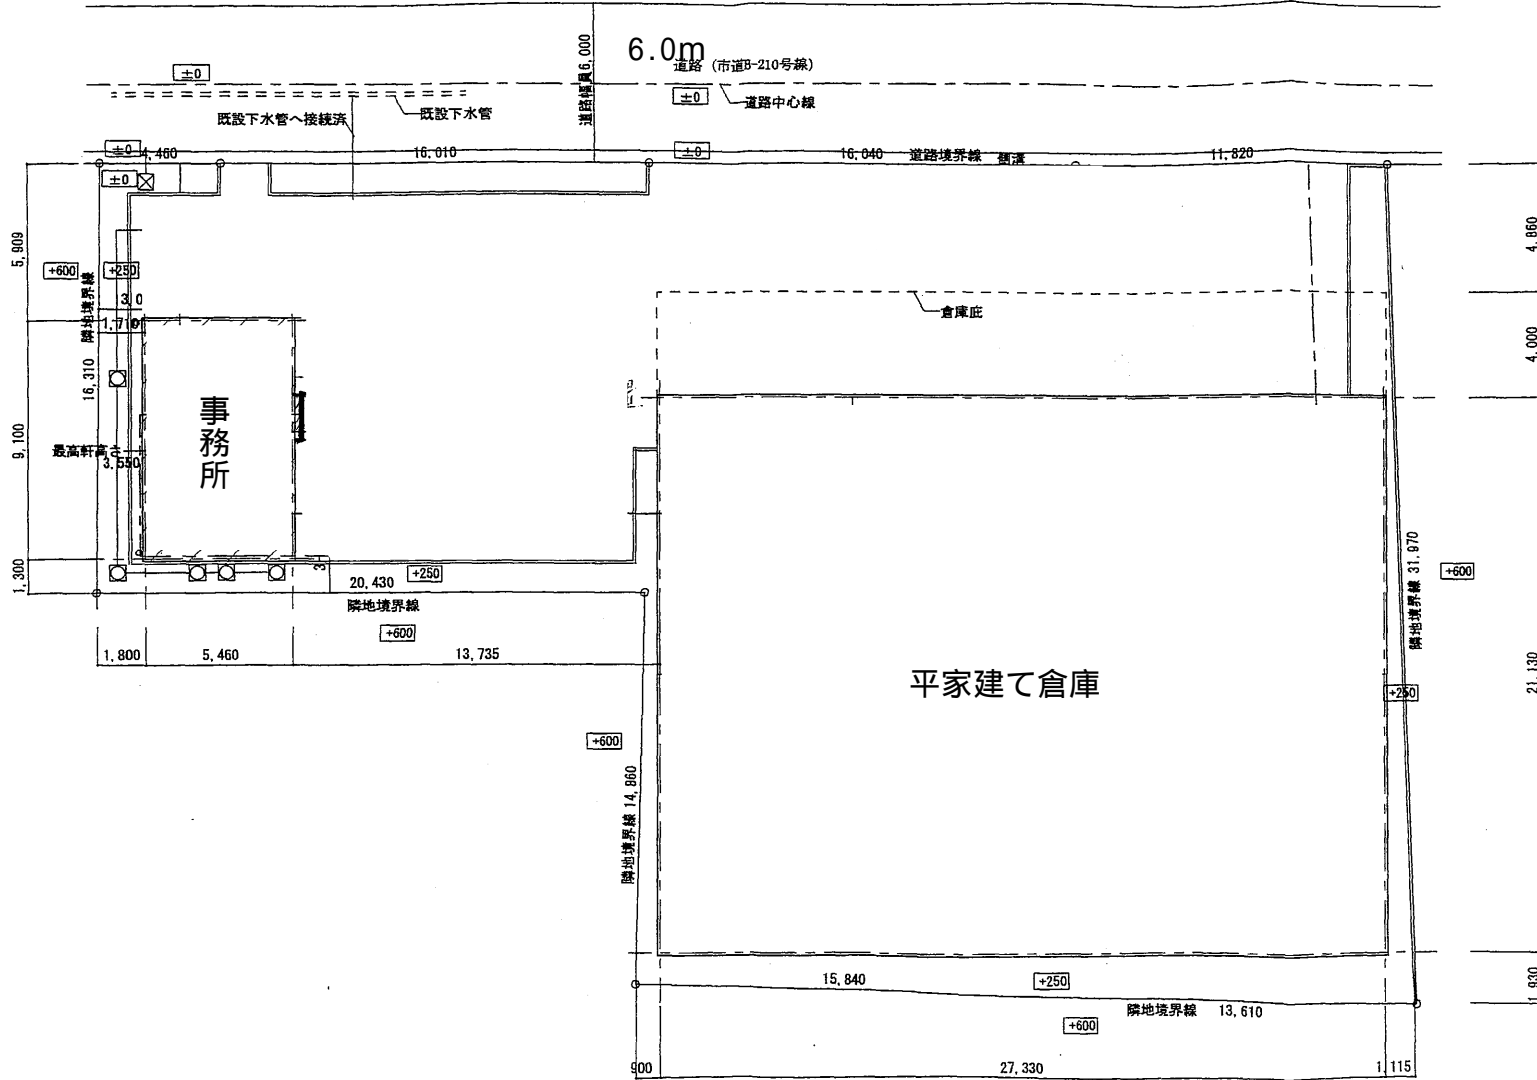 道路幅員6,000
6.0m
道路（市道B-210号線）
±0
±0
道路中心線
既設下水管へ接続済
既設下水管
±0
4,460
16,010
±0
16,040
道路境界線
側溝
11,820
±0
5,909
4,860
+600
+250
隣地境界線
16,310
1,710
倉庫庇
4,000
事務所
9,100
最高軒高さ
3,550
1,300
20,430
+250
隣地境界線
+600
1,800
5,460
13,735
隣地境界線 31,970
+600
21,130
平家建て倉庫
+250
+600
隣地境界線 14,860
15,840
+250
隣地境界線 13,610
+600
1,930
900
27,330
1,115